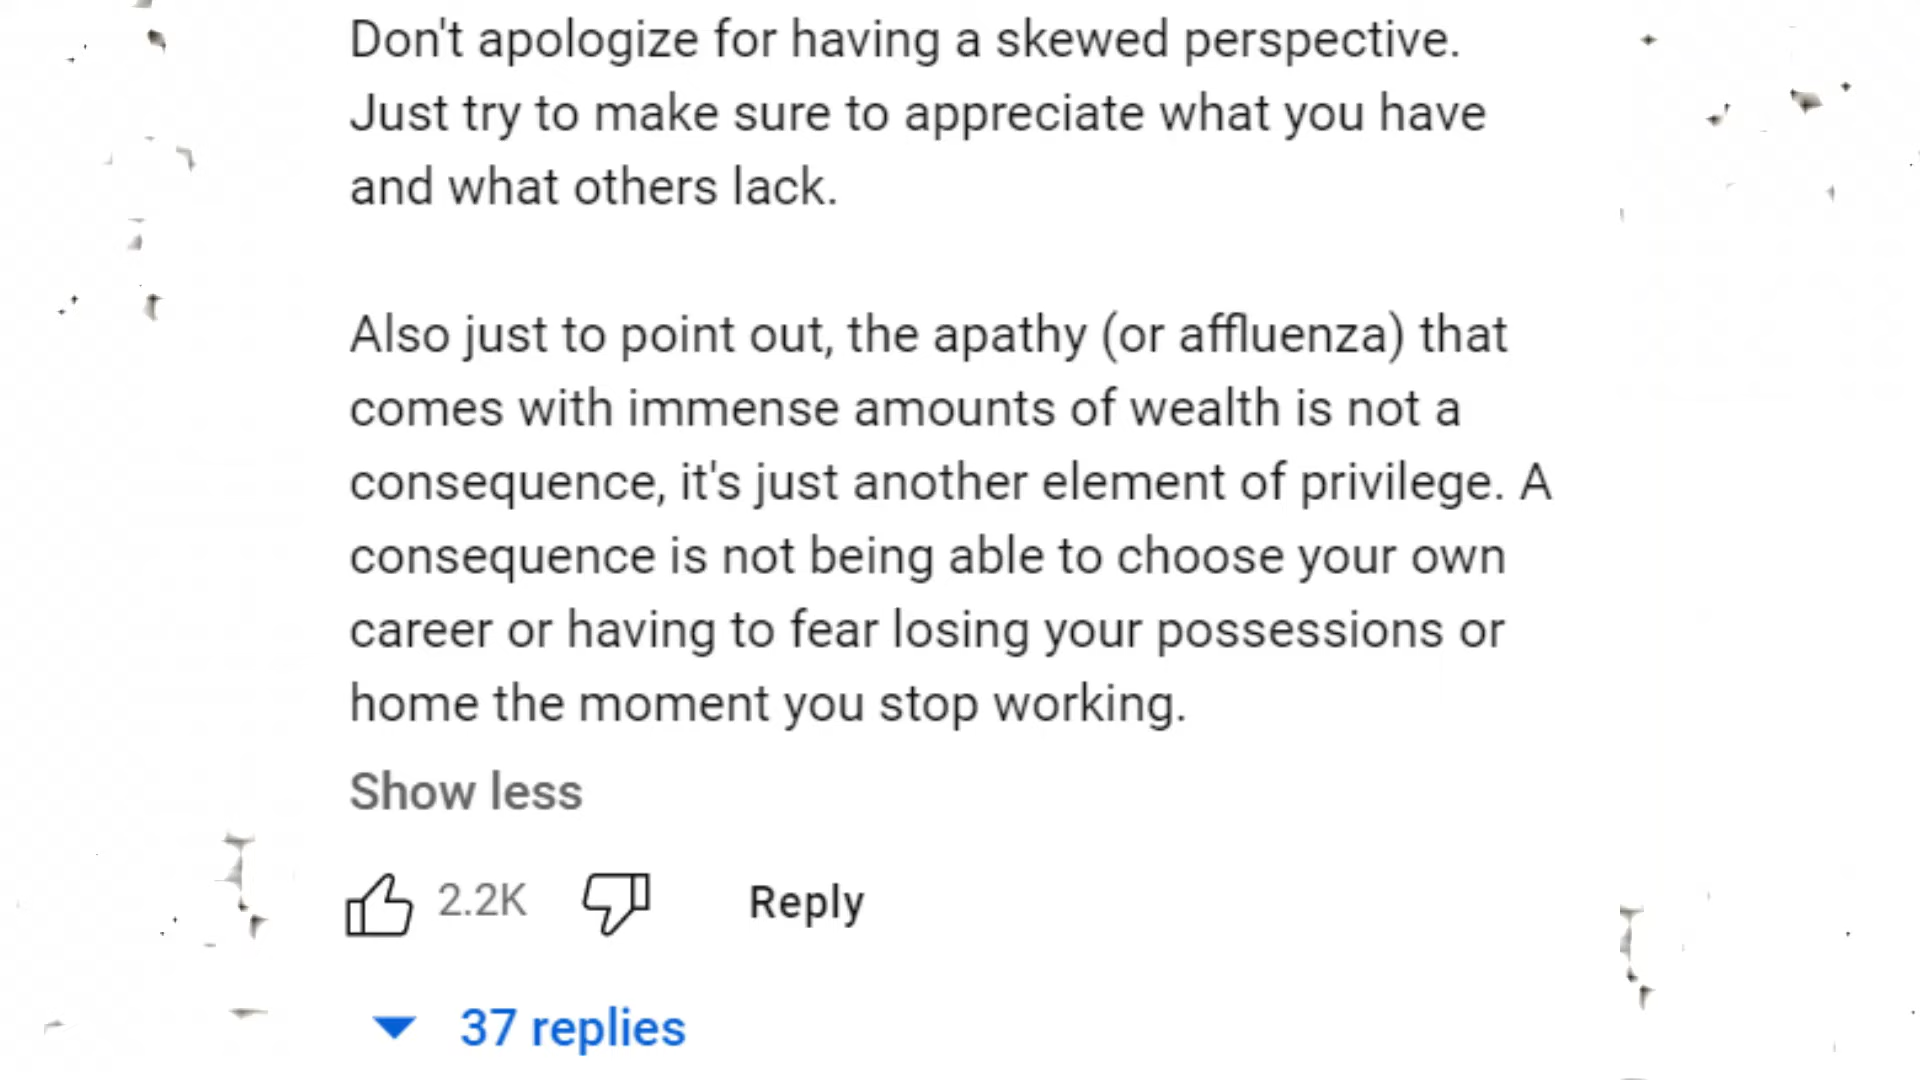 Don't apologize for having a skewed perspective.
Just try to make sure to appreciate what you have
and what others lack.
Also just to point out, the apathy (or affluenza) that
comes with immense amounts of wealth is not a
consequence, it's just another element of privilege. A
consequence is not being able to choose your own
career or having to fear losing your possessions or
home the moment you stop working.
Show less
2.2K Reply
37 replies